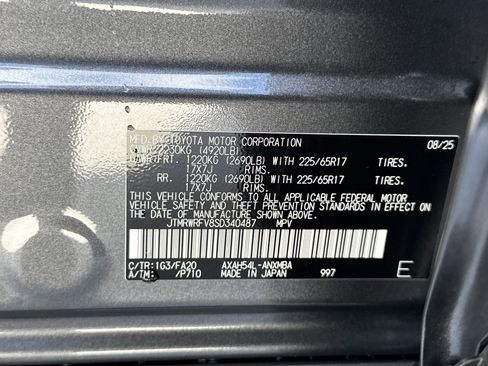 MFD.BY:TOYOTA MOTOR CORPORATION 08/25
2230KG (4920LB)
FRT. 1220KG (2690LB) WITH 225/65R17 TIRES.
17X7J RIMS.
RR. 1220KG (2690LB) WITH 225/65R17 TIRES.
17X7J RIMS.
THIS VEHICLE CONFORMS TO ALL APPLICABLE FEDERAL MOTOR
VEHICLE SAFETY AND THEFT PREVENTION STANDARDS IN EFFECT
ON THE DATE OF MANUFACTURE SHOWN ABOVE.
JTMRWRFV8SD340487 MPV
C/TR:1G3/FA20 AXAH54L-ANXMBA
A/TM: /P710 MADE IN JAPAN 997 E